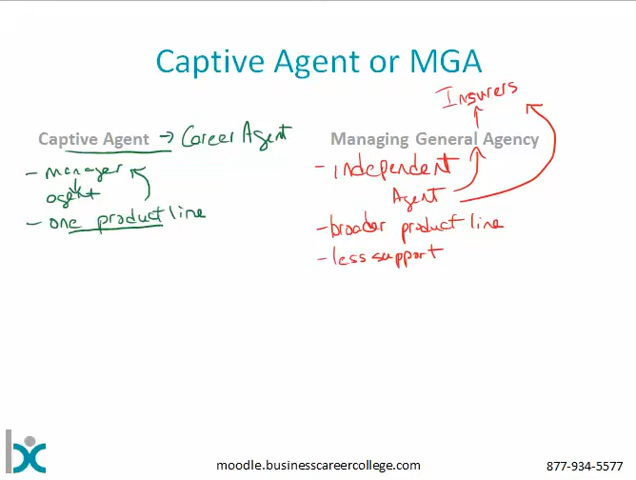 Captive Agent or MGA
Insurers
Captive Agent → Career Agent
Managing General Agency
- manager
agent
- one product line
- independent
Agent
- broader product line
- less support
moodle.businesscareercollege.com
877-934-5577